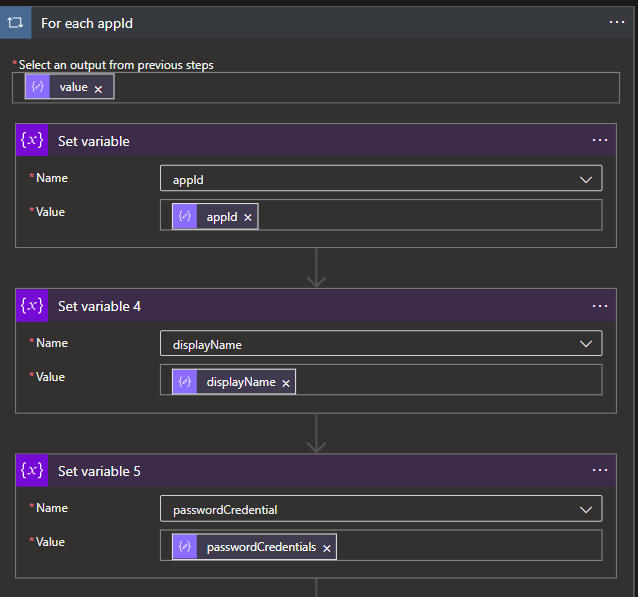 For each appId
*Select an output from previous steps
value ×
{x} Set variable
*Name appId
*Value appId ×
{x} Set variable 4
*Name displayName
*Value displayName ×
{x} Set variable 5
*Name passwordCredential
*Value passwordCredentials ×